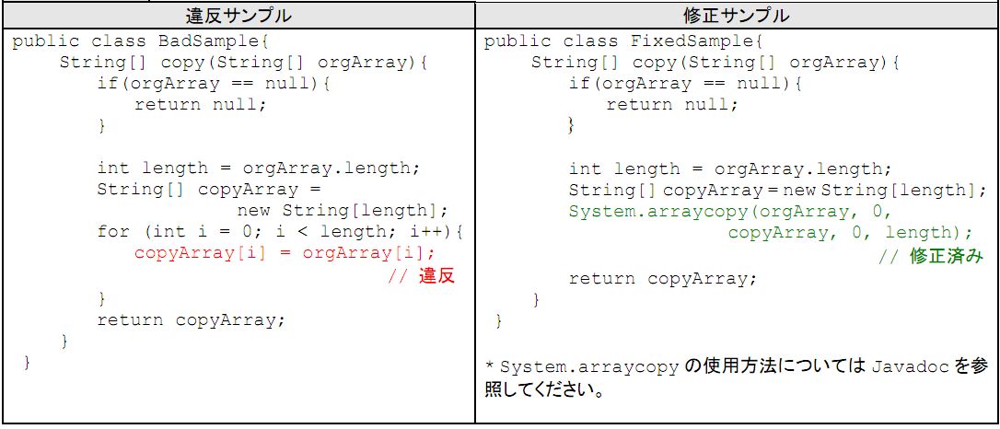 違反サンプル
public class BadSample{
String[] copy(String[] orgArray){
if(orgArray == null){
return null;
}
int length = orgArray.length;
String[] copyArray =
new String[length];
for (int i = 0; i < length; i++){
copyArray[i] = orgArray[i];
// 違反
}
return copyArray;
}
}
修正サンプル
public class FixedSample{
String[] copy(String[] orgArray){
if(orgArray == null){
return null;
}
int length = orgArray.length;
String[] copyArray = new String[length];
System.arraycopy(orgArray, 0,
copyArray, 0, length);
// 修正済み
return copyArray;
}
}
* System.arraycopy の使用方法については Javadoc を参
照してください。